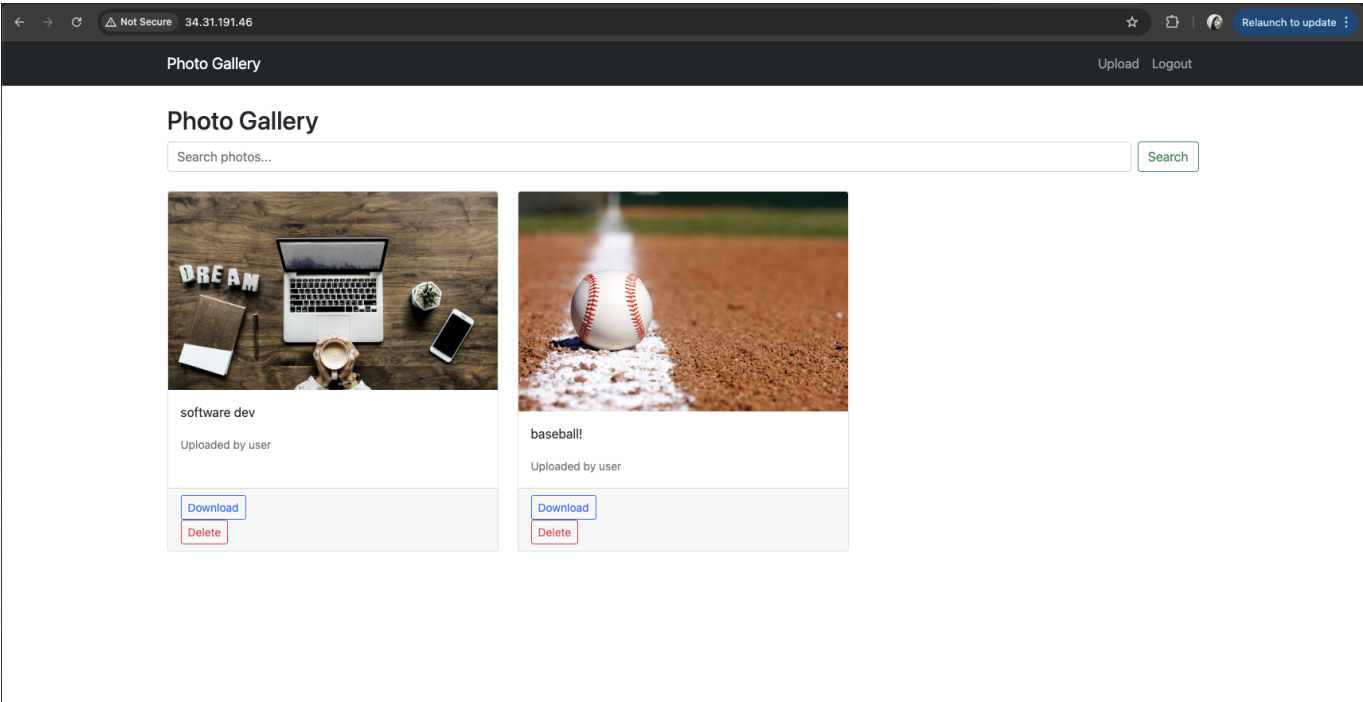 Not Secure 34.31.191.46 Relaunch to update
Photo Gallery Upload Logout
Photo Gallery
Search photos... Search
DREAM
software dev
Uploaded by user
Download
Delete
baseball!
Uploaded by user
Download
Delete